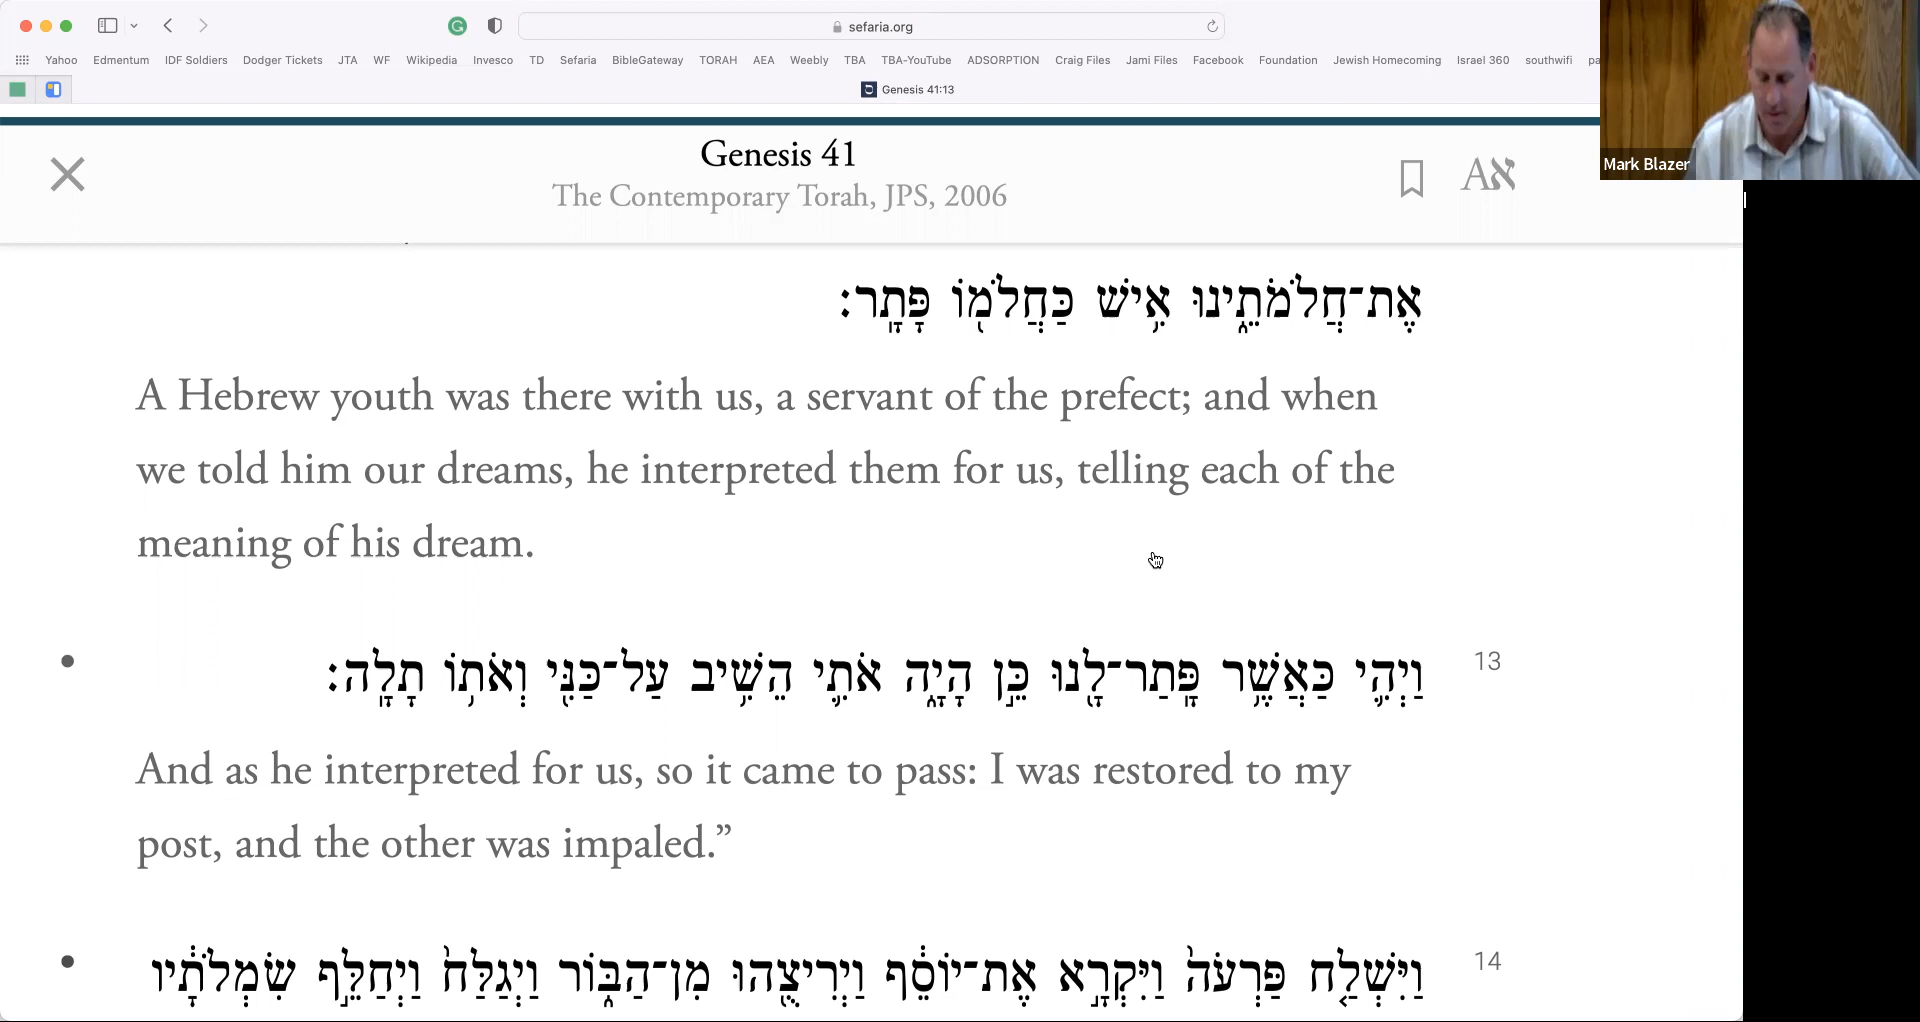 sefaria.org
Yahoo Edmentum IDF Soldiers Dodger Tickets JTA WF Wikipedia Invesco TD Sefaria BibleGateway TORAH AEA Weebly TBA TBA-YouTube ADSORPTION Craig Files Jami Files Facebook Foundation Jewish Homecoming Israel 360 southwifi pa
Genesis 41:13
Mark Blazer
Genesis 41
The Contemporary Torah, JPS, 2006
Aא
אֶת־חֲלֹמֹתֵ֑ינוּ אִ֥ישׁ כַּחֲלֹמ֖וֹ פָּתָֽר׃
A Hebrew youth was there with us, a servant of the prefect; and when
we told him our dreams, he interpreted them for us, telling each of the
meaning of his dream.
13
וַיְהִ֛י כַּאֲשֶׁ֥ר פָּֽתַר־לָ֖נוּ כֵּ֣ן הָיָ֑ה אֹתִ֛י הֵשִׁ֥יב עַל־כַּנִּ֖י וְאֹת֥וֹ תָלָֽה׃
And as he interpreted for us, so it came to pass: I was restored to my
post, and the other was impaled.”
14
וַיִּשְׁלַ֤ח פַּרְעֹה֙ וַיִּקְרָ֣א אֶת־יוֹסֵ֔ף וַיְרִיצֻ֖הוּ מִן־הַבּ֑וֹר וַיְגַלַּח֙ וַיְחַלֵּ֣ף שִׂמְלֹתָ֔יו